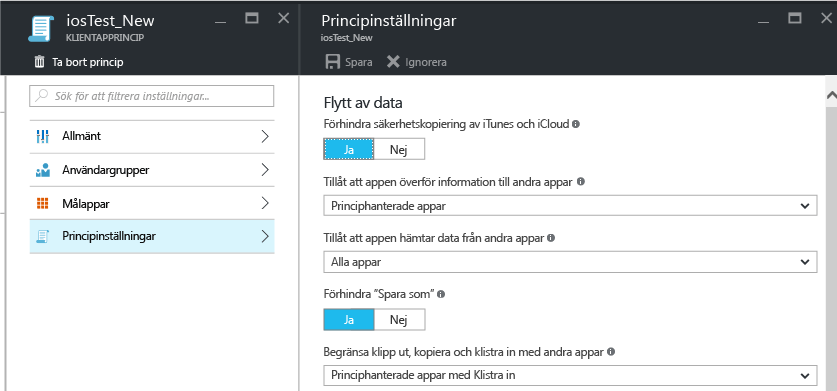 iosTest_New
KLIENTAPPRINCIP
Ta bort princip
Sök för att filtrera inställningar...
Allmänt
Användargrupper
Målappar
Principinställningar
Principinställningar
iosTest_New
Spara Ignorera
Flytt av data
Förhindra säkerhetskopiering av iTunes och iCloud
Ja Nej
Tillåt att appen överför information till andra appar
Principhanterade appar
Tillåt att appen hämtar data från andra appar
Alla appar
Förhindra "Spara som"
Ja Nej
Begränsa klipp ut, kopiera och klistra in med andra appar
Principhanterade appar med Klistra in